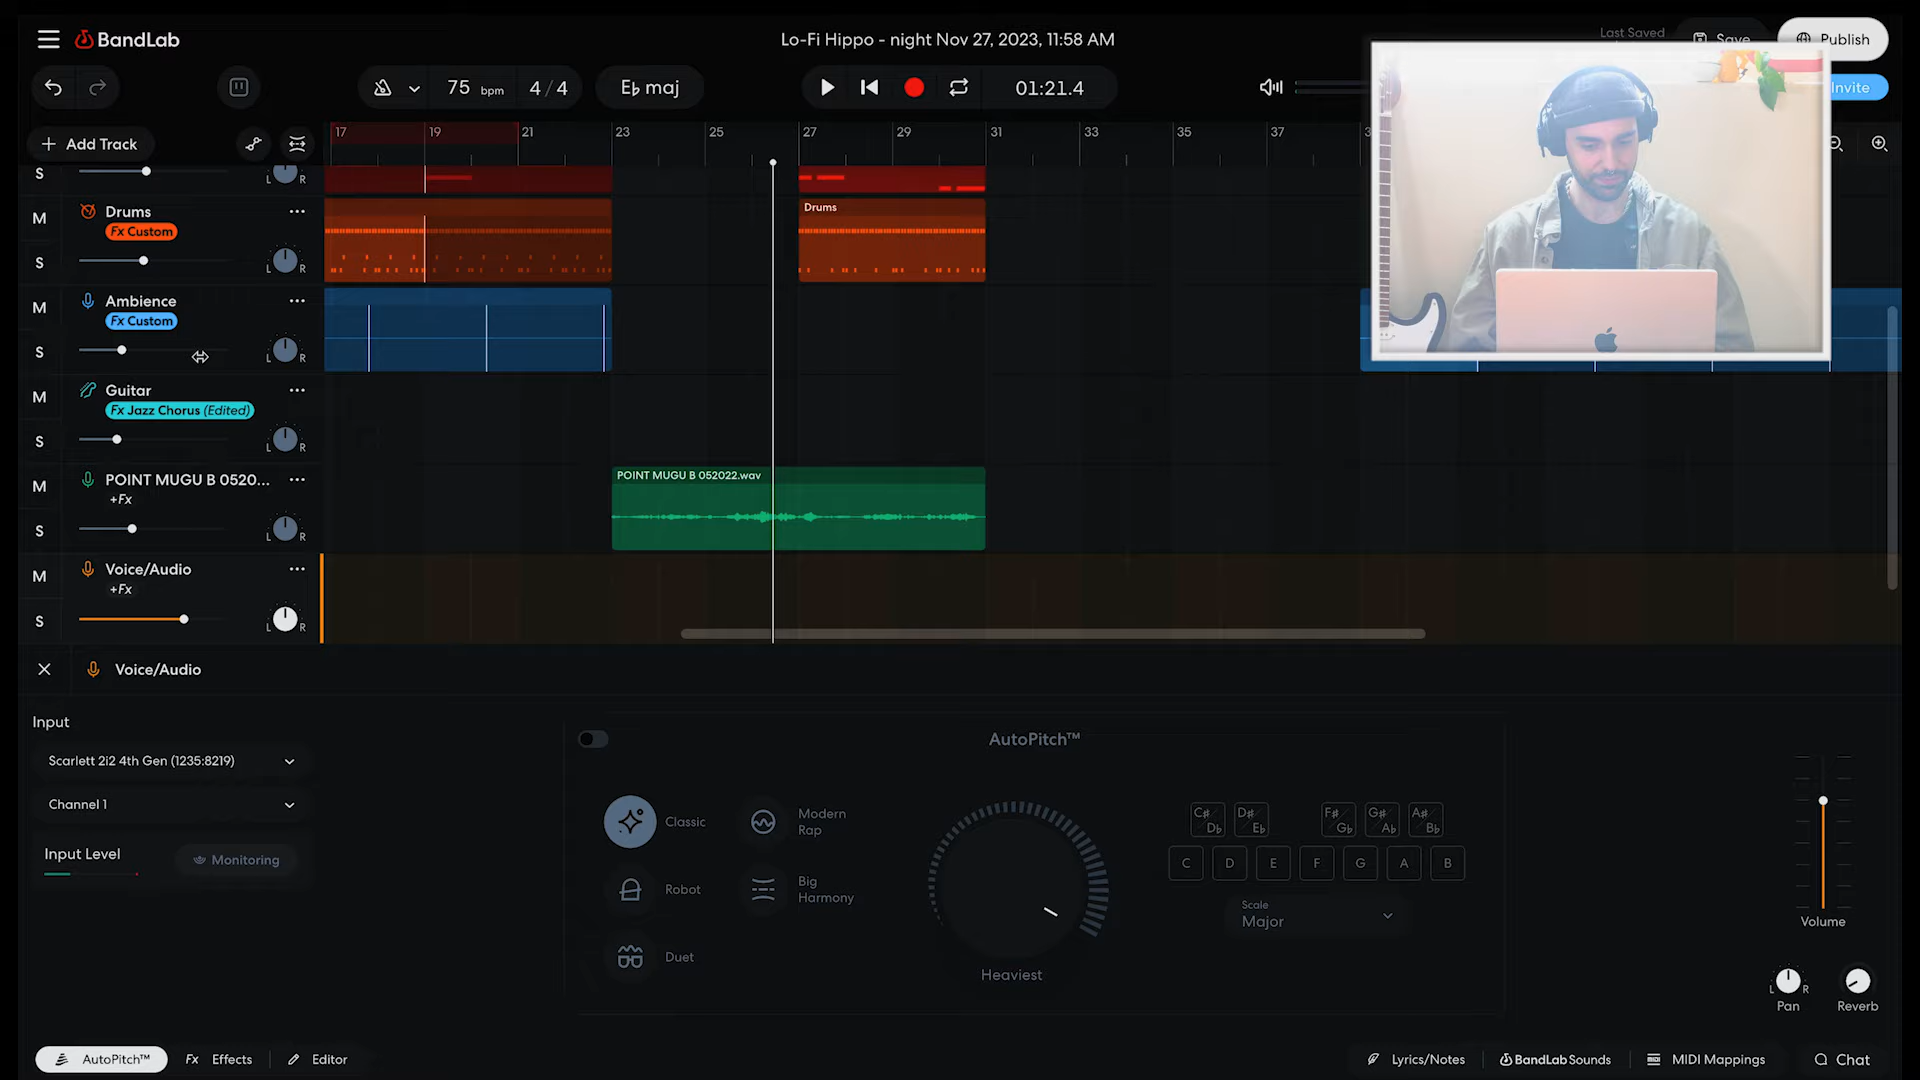 BandLab
Lo-Fi Hippo - night Nov 27, 2023, 11:58 AM
Last Saved
Save
Publish
75 bpm
4 / 4
E♭ maj
01:21.4
Invite
Add Track
17 19 21 23 25 27 29 31 33 35 37
S
L R
M
Drums
Fx Custom
S
L R
Drums
M
Ambience
Fx Custom
S
L R
M
Guitar
Fx Jazz Chorus (Edited)
S
L R
M
POINT MUGU B 0520...
+Fx
S
L R
POINT MUGU B 052022.wav
M
Voice/Audio
+Fx
S
L R
Voice/Audio
Input
Scarlett 2i2 4th Gen (1235:8219)
Channel 1
Input Level
Monitoring
AutoPitch™
Classic
Modern
Rap
Robot
Big
Harmony
Duet
Heaviest
C♯ D♭
D♯ E♭
F♯ G♭
G♯ A♭
A♯ B♭
C D E F G A B
Scale
Major
Volume
L R
Pan
Reverb
AutoPitch™
Fx Effects
Editor
Lyrics/Notes
BandLab Sounds
MIDI Mappings
Chat